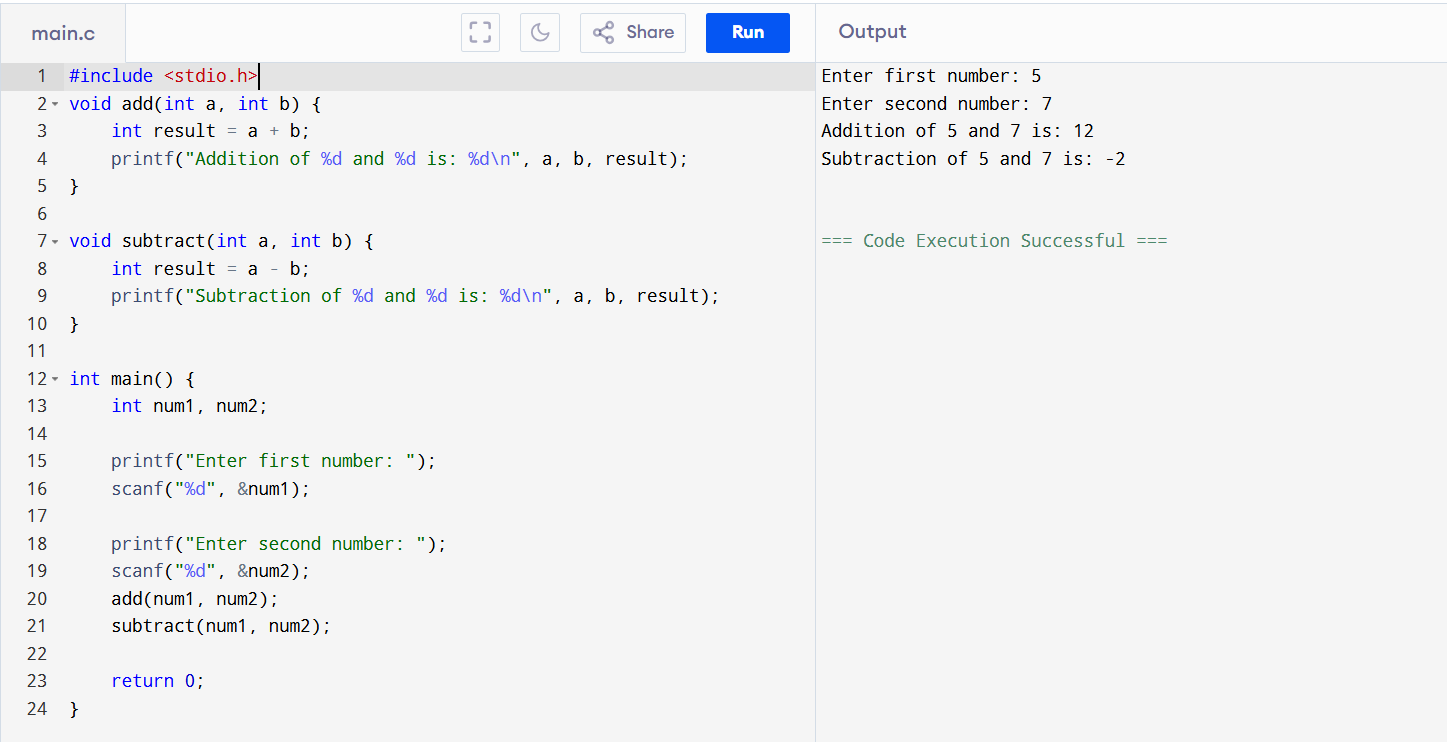 main.c
Share
Run
Output
1 #include <stdio.h>
2 void add(int a, int b) {
3     int result = a + b;
4     printf("Addition of %d and %d is: %d\n", a, b, result);
5 }
6
7 void subtract(int a, int b) {
8     int result = a - b;
9     printf("Subtraction of %d and %d is: %d\n", a, b, result);
10 }
11
12 int main() {
13     int num1, num2;
14
15     printf("Enter first number: ");
16     scanf("%d", &num1);
17
18     printf("Enter second number: ");
19     scanf("%d", &num2);
20     add(num1, num2);
21     subtract(num1, num2);
22
23     return 0;
24 }
Enter first number: 5
Enter second number: 7
Addition of 5 and 7 is: 12
Subtraction of 5 and 7 is: -2
=== Code Execution Successful ===